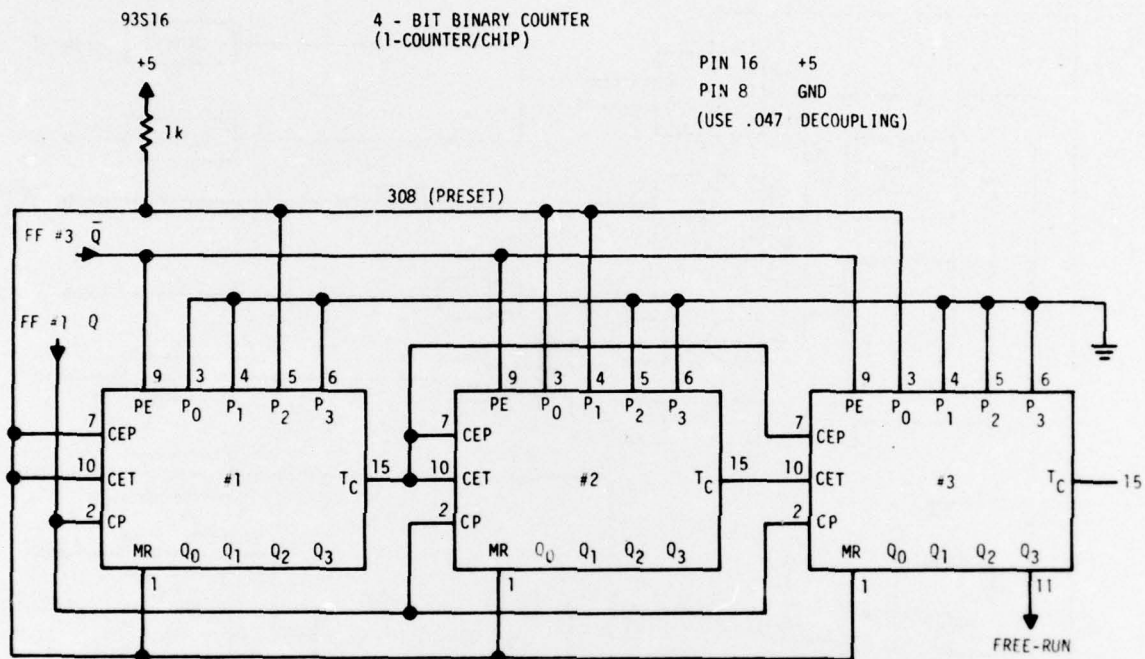 93S16
4 - BIT BINARY COUNTER
(1-COUNTER/CHIP)
+5
PIN 16 +5
PIN 8 GND
(USE .047 DECOUPLING)
1k
308 (PRESET)
FF #3 Q̅
FF #1 Q
9 3 4 5 6
PE P0 P1 P2 P3
7 CEP
10 CET
2 CP
#1
TC 15
MR Q0 Q1 Q2 Q3
1
9 3 4 5 6
PE P0 P1 P2 P3
7 CEP
10 CET
2 CP
#2
TC 15
MR Q0 Q1 Q2 Q3
1
9 3 4 5 6
PE P0 P1 P2 P3
7 CEP
10 CET
2 CP
#3
TC 15
MR Q0 Q1 Q2 Q3
1 11
FREE-RUN